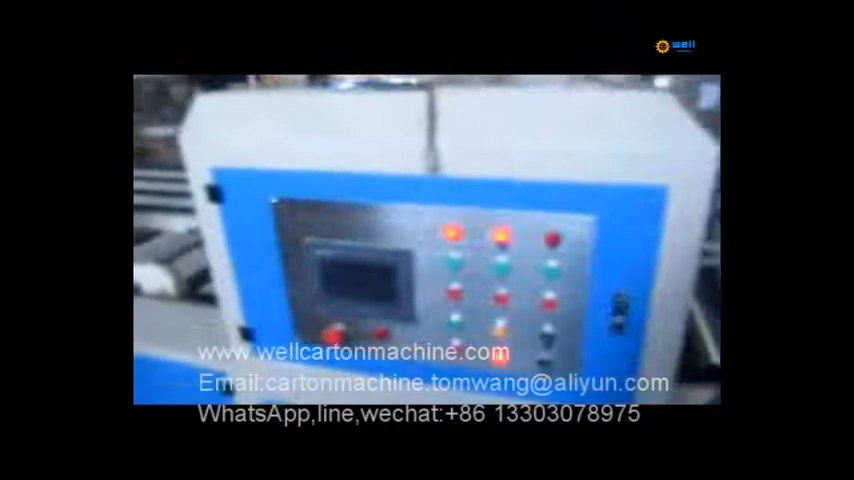 well
www.wellcartonmachine.com
Email:cartonmachine.tomwang@aliyun.com
WhatsApp,line,wechat:+86 13303078975